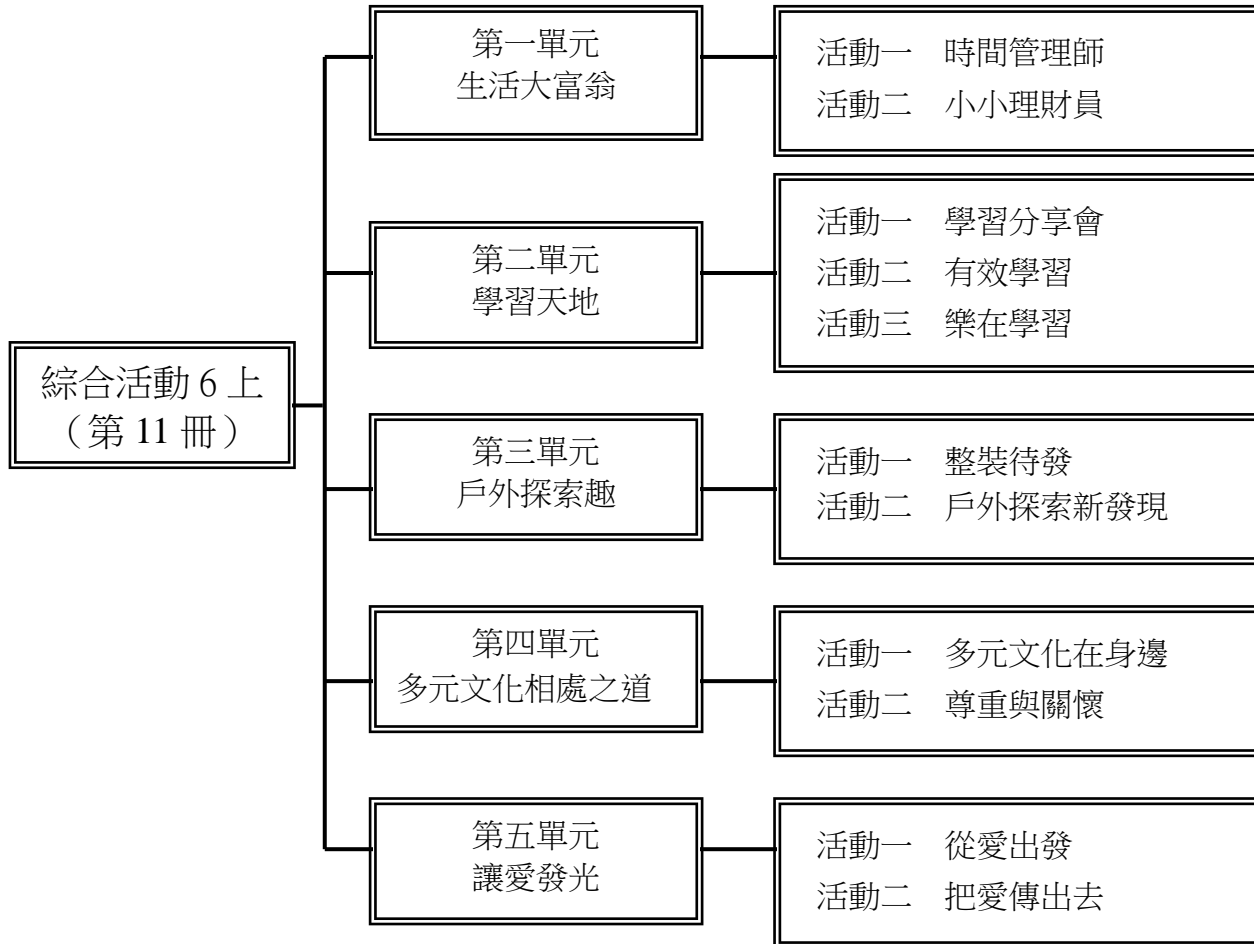 第一單元
生活大富翁
活動一 時間管理師
活動二 小小理財員
第二單元
學習天地
活動一 學習分享會
活動二 有效學習
活動三 樂在學習
綜合活動 6 上
（第 11 冊）
第三單元
戶外探索趣
活動一 整裝待發
活動二 戶外探索新發現
第四單元
多元文化相處之道
活動一 多元文化在身邊
活動二 尊重與關懷
第五單元
讓愛發光
活動一 從愛出發
活動二 把愛傳出去